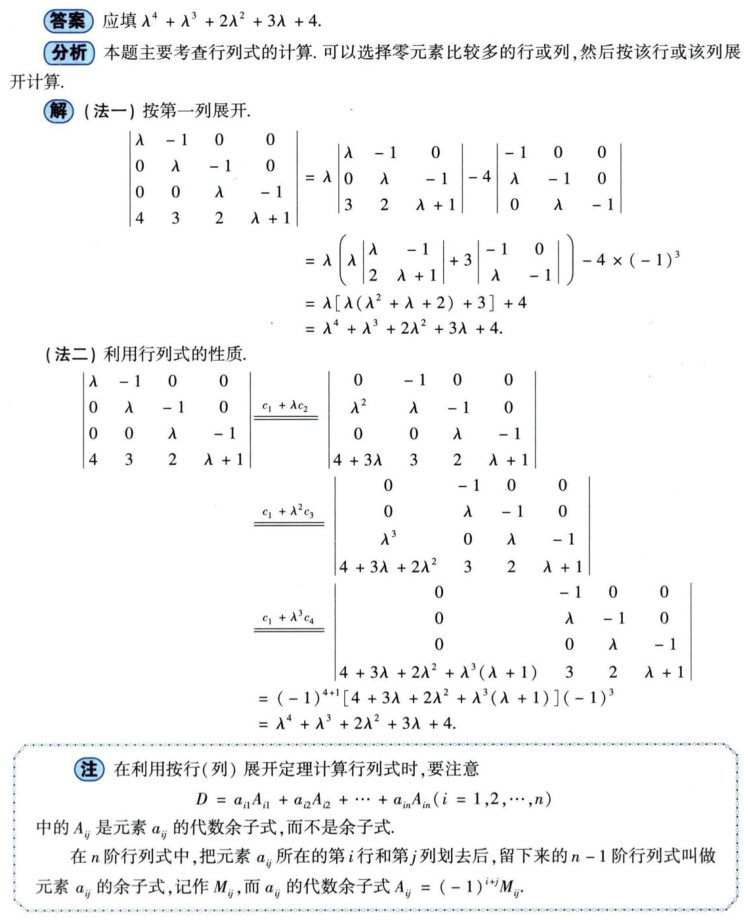 答案 应填 λ⁴ + λ³ + 2λ² + 3λ + 4.
分析 本题主要考查行列式的计算. 可以选择零元素比较多的行或列,然后按该行或该列展
开计算.
解 (法一) 按第一列展开.
| λ −1 0 0 |
| 0 λ −1 0 |
| 0 0 λ −1 |
| 4 3 2 λ + 1 |
= λ
| λ −1 0 |
| 0 λ −1 |
| 3 2 λ + 1 |
− 4
| −1 0 0 |
| λ −1 0 |
| 0 λ −1 |
= λ ( λ | λ −1 ; 2 λ + 1 | + 3 | −1 0 ; λ −1 | ) − 4 × (−1)³
= λ[λ(λ² + λ + 2) + 3] + 4
= λ⁴ + λ³ + 2λ² + 3λ + 4.
(法二) 利用行列式的性质.
| λ −1 0 0 |
| 0 λ −1 0 |
| 0 0 λ −1 |
| 4 3 2 λ + 1 |
c₁ + λc₂
| 0 −1 0 0 |
| λ² λ −1 0 |
| 0 0 λ −1 |
| 4 + 3λ 3 2 λ + 1 |
c₁ + λ²c₃
| 0 −1 0 0 |
| 0 λ −1 0 |
| λ³ 0 λ −1 |
| 4 + 3λ + 2λ² 3 2 λ + 1 |
c₁ + λ³c₄
| 0 −1 0 0 |
| 0 λ −1 0 |
| 0 0 λ −1 |
| 4 + 3λ + 2λ² + λ³(λ + 1) 3 2 λ + 1 |
= (−1)⁴⁺¹[4 + 3λ + 2λ² + λ³(λ + 1)](−1)³
= λ⁴ + λ³ + 2λ² + 3λ + 4.
注 在利用按行(列) 展开定理计算行列式时,要注意
D = aᵢ₁Aᵢ₁ + aᵢ₂Aᵢ₂ + ⋯ + aᵢₙAᵢₙ(i = 1,2,⋯,n)
中的 Aᵢⱼ 是元素 aᵢⱼ 的代数余子式,而不是余子式.
在 n 阶行列式中,把元素 aᵢⱼ 所在的第 i 行和第 j 列划去后,留下来的 n − 1 阶行列式叫做
元素 aᵢⱼ 的余子式,记作 Mᵢⱼ,而 aᵢⱼ 的代数余子式 Aᵢⱼ = (−1)ⁱ⁺ʲMᵢⱼ.